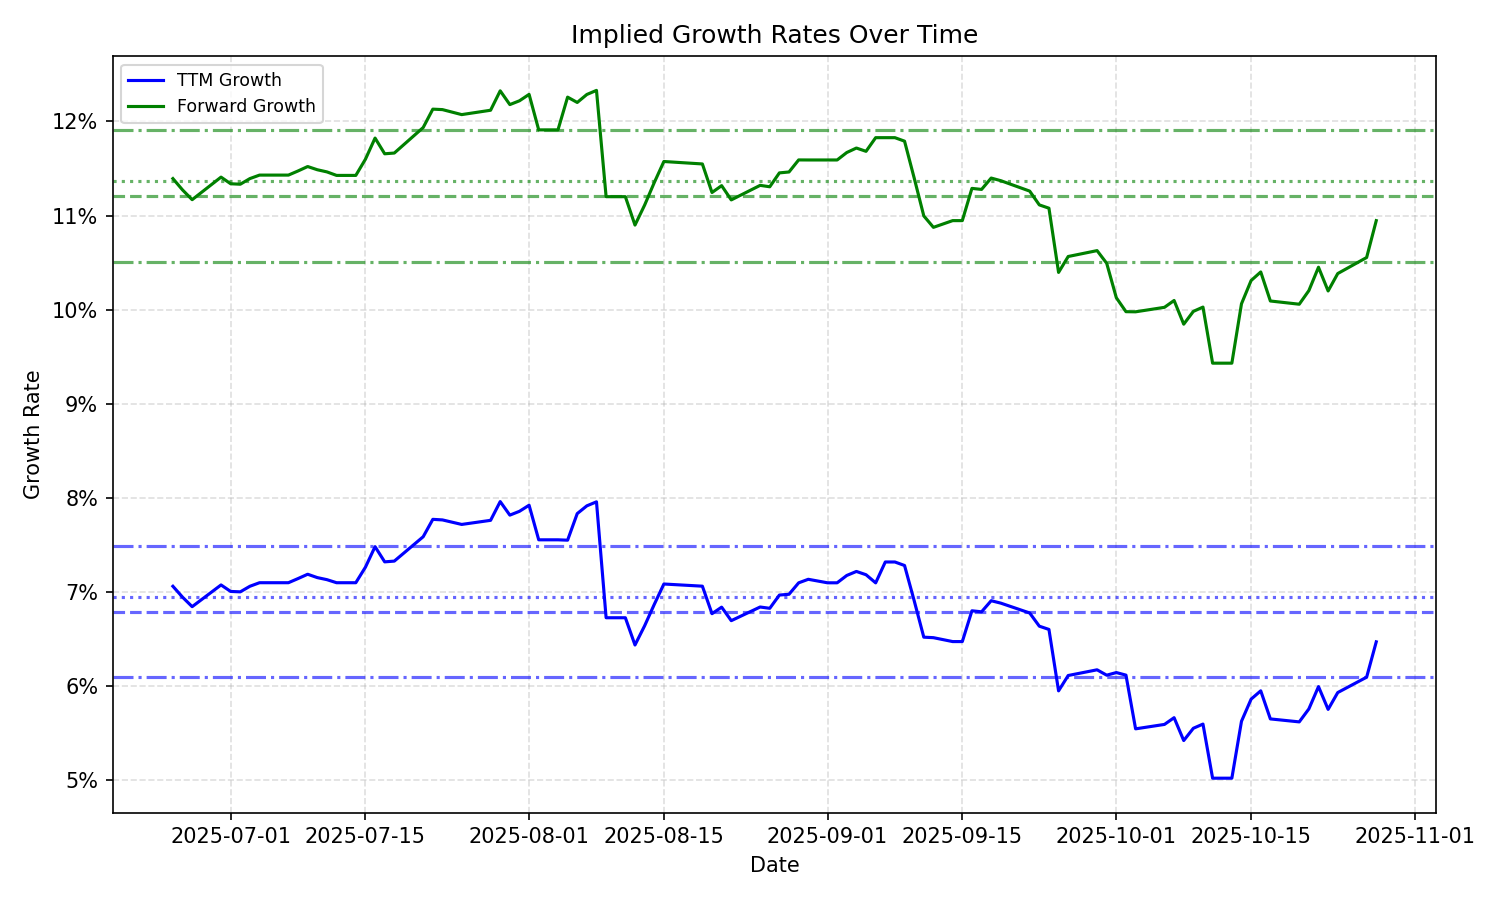 Implied Growth Rates Over Time
TTM Growth
Forward Growth
12%
11%
10%
9%
8%
7%
6%
5%
Growth Rate
2025-07-01 2025-07-15 2025-08-01 2025-08-15 2025-09-01 2025-09-15 2025-10-01 2025-10-15 2025-11-01
Date